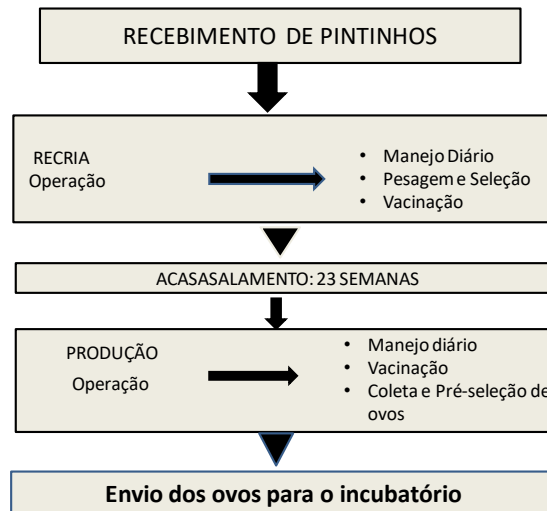 RECEBIMENTO DE PINTINHOS
RECRIA
Operação
• Manejo Diário
• Pesagem e Seleção
• Vacinação
ACASASALAMENTO: 23 SEMANAS
PRODUÇÃO
Operação
• Manejo diário
• Vacinação
• Coleta e Pré-seleção de
ovos
Envio dos ovos para o incubatório